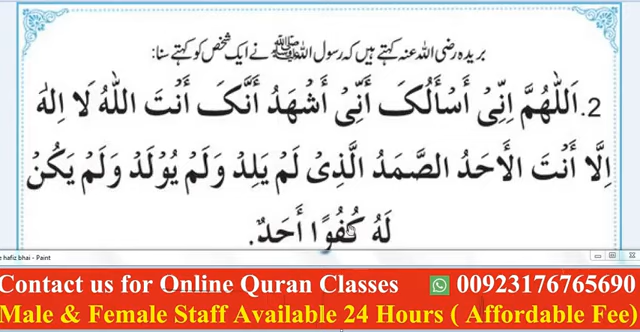 بریدہ رضی اللہ عنہ کہتے ہیں کہ رسول اللہ ﷺ نے ایک شخص کو کہتے سنا:
2. اَللّٰهُمَّ اِنِّیْ أَسْأَلُکَ أَنِّیْ أَشْهَدُ أَنَّکَ أَنْتَ اللّٰهُ لَا اِلٰهَ
اِلَّا أَنْتَ الْأَحَدُ الصَّمَدُ الَّذِیْ لَمْ یَلِدْ وَلَمْ یُوْلَدْ وَلَمْ یَکُنْ
لَهُ کُفُوًا أَحَدٌ.
e hafiz bhai - Paint
Contact us for Online Quran Classes 00923176765690
Male & Female Staff Available 24 Hours ( Affordable Fee)